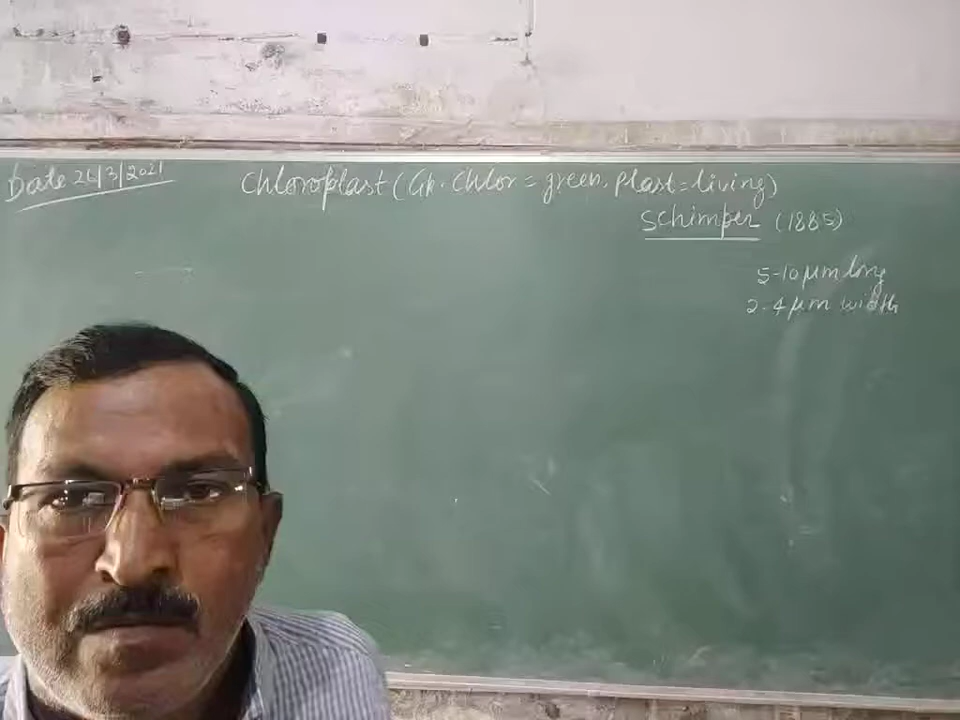 Date 26/3/2021
Chloroplast (Gk. Chlor = green, plast = living)
Schimper (1885)
5-10 μm long
2-4 μm width